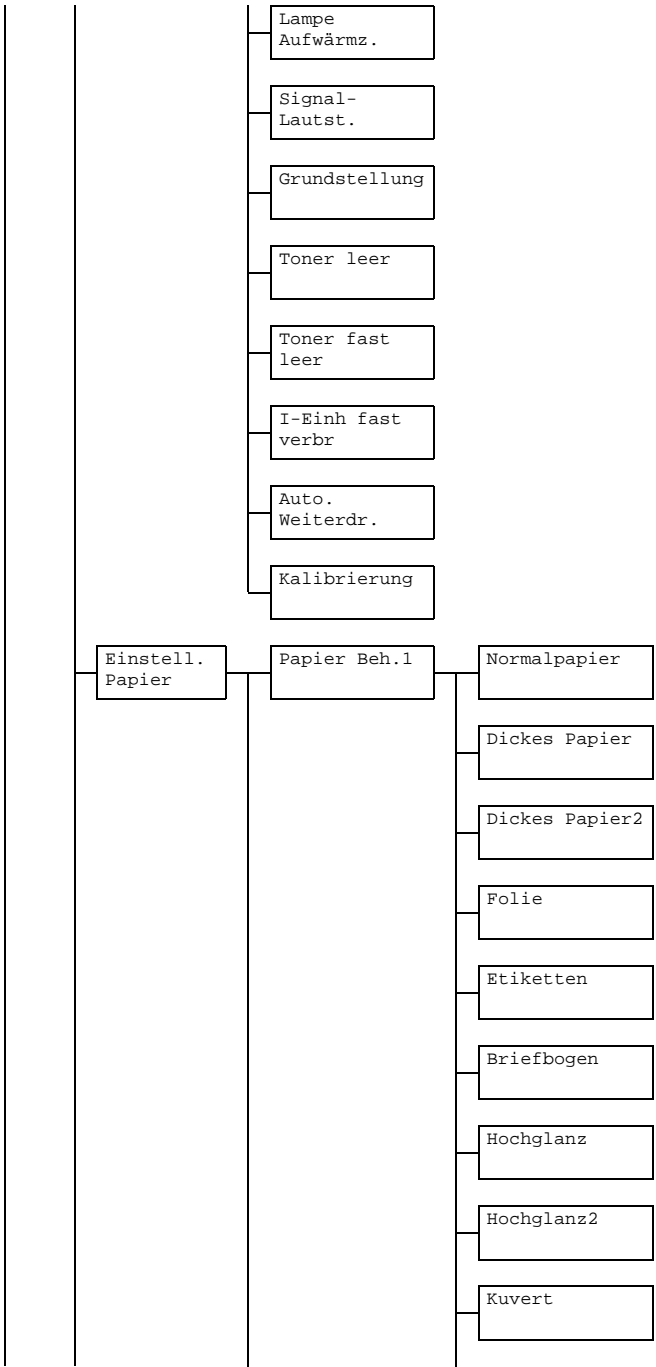 Lampe
Aufwärmz.
Signal-
Lautst.
Grundstellung
Toner leer
Toner fast
leer
I-Einh fast
verbr
Auto.
Weiterdr.
Kalibrierung
Einstell.
Papier
Papier Beh.1
Normalpapier
Dickes Papier
Dickes Papier2
Folie
Etiketten
Briefbogen
Hochglanz
Hochglanz2
Kuvert